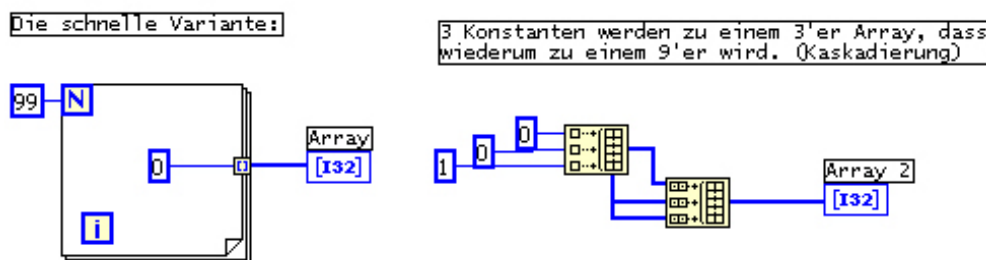 Die schnelle Variante:
99
N
0
i
Array
[I32]
3 Konstanten werden zu einem 3'er Array, dass
wiederum zu einem 9'er wird. (Kaskadierung)
0
0
1
Array 2
[I32]